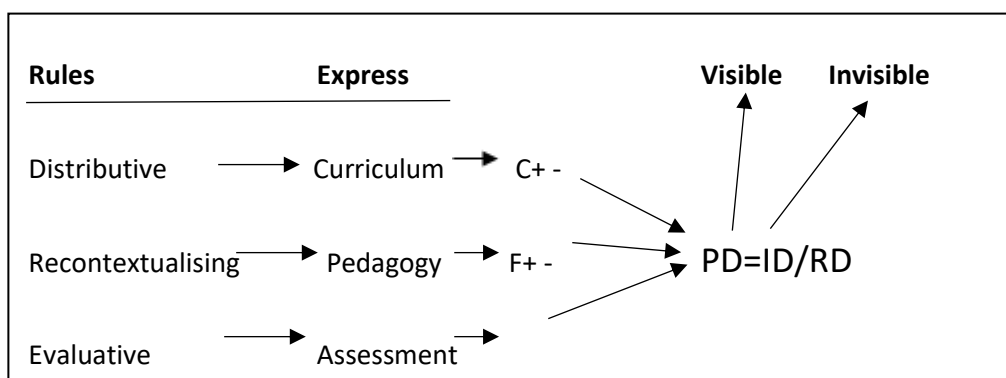 Rules Express Visible Invisible
Distributive Curriculum C+ -
Recontextualising Pedagogy F+ - PD=ID/RD
Evaluative Assessment